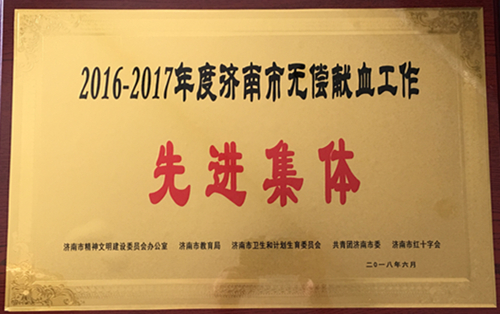 2016-2017年度济南市无偿献血工作
先进集体
济南市精神文明建设委员会办公室 济南市教育局 济南市卫生和计划生育委员会 共青团济南市委 济南市红十字会
二〇一八年六月